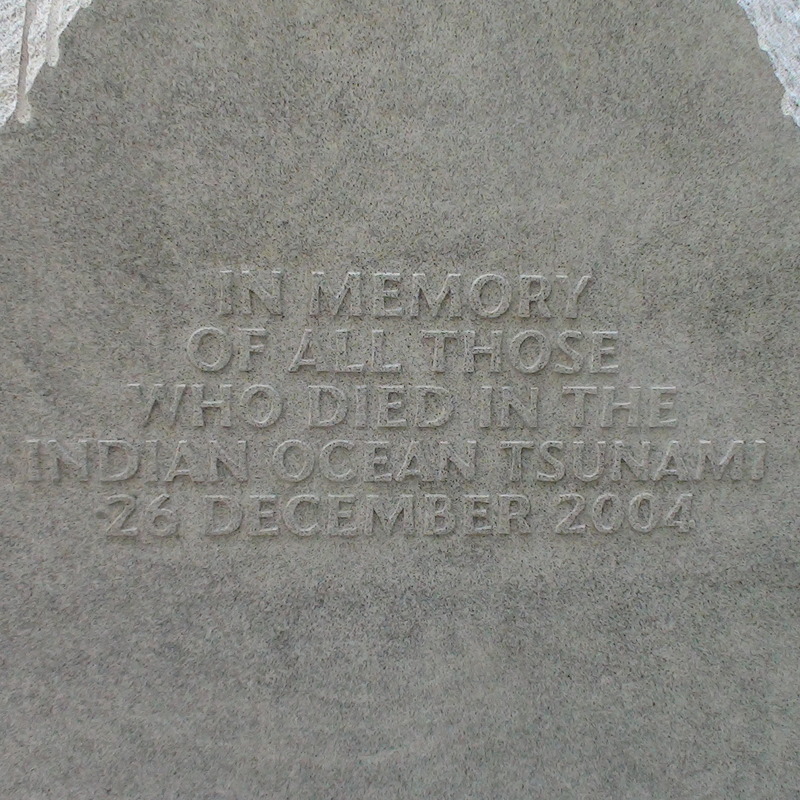 IN MEMORY
OF ALL THOSE
WHO DIED IN THE
INDIAN OCEAN TSUNAMI
26 DECEMBER 2004